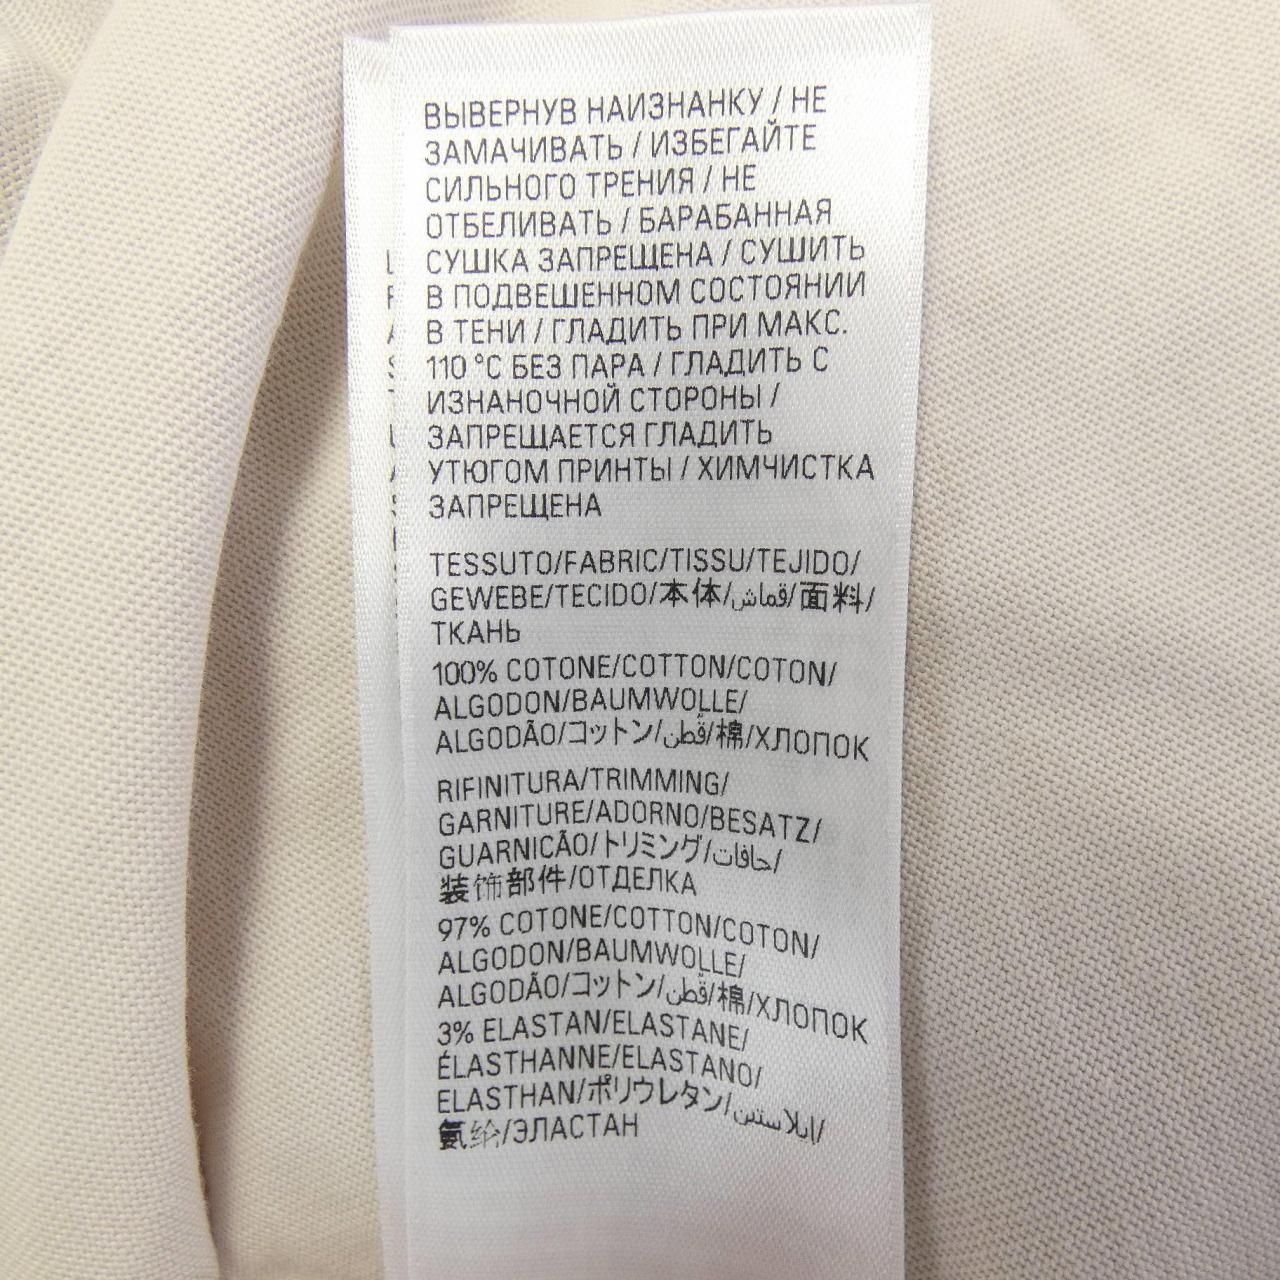 ВЫВЕРНУВ НАИЗНАНКУ / НЕ
ЗАМАЧИВАТЬ / ИЗБЕГАЙТЕ
СИЛЬНОГО ТРЕНИЯ / НЕ
ОТБЕЛИВАТЬ / БАРАБАННАЯ
СУШКА ЗАПРЕЩЕНА / СУШИТЬ
В ПОДВЕШЕННОМ СОСТОЯНИИ
В ТЕНИ / ГЛАДИТЬ ПРИ МАКС.
110 °C БЕЗ ПАРА / ГЛАДИТЬ С
ИЗНАНОЧНОЙ СТОРОНЫ /
ЗАПРЕЩАЕТСЯ ГЛАДИТЬ
УТЮГОМ ПРИНТЫ / ХИМЧИСТКА
ЗАПРЕЩЕНА
TESSUTO/FABRIC/TISSU/TEJIDO/
GEWEBE/TECIDO/本体/قماش/面料/
ТКАНЬ
100% COTONE/COTTON/COTON/
ALGODON/BAUMWOLLE/
ALGODÃO/コットン/قُطن/棉/ХЛОПОК
RIFINITURA/TRIMMING/
GARNITURE/ADORNO/BESATZ/
GUARNICÃO/トリミング/حافات/
装饰部件/ОТДЕЛКА
97% COTONE/COTTON/COTON/
ALGODON/BAUMWOLLE/
ALGODÃO/コットン/قُطن/棉/ХЛОПОК
3% ELASTAN/ELASTANE/
ÉLASTHANNE/ELASTANO/
ELASTHAN/ポリウレタン/إيلاستين/
氨纶/ЭЛАСТАН